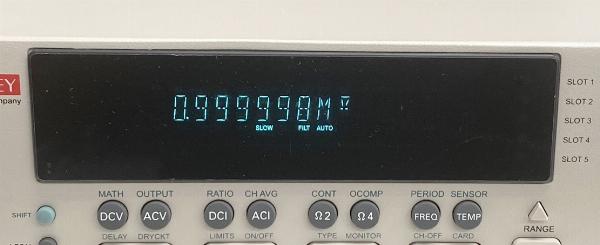 EY
company
0.999998M V̅
SLOW FILT AUTO
SLOT 1
SLOT 2
SLOT 3
SLOT 4
SLOT 5
MATH OUTPUT RATIO CH AVG CONT OCOMP PERIOD SENSOR
SHIFT DCV ACV DCI ACI Ω2 Ω4 FREQ TEMP
DELAY DRYCKT LIMITS ON/OFF TYPE MONITOR CH-OFF CARD RANGE